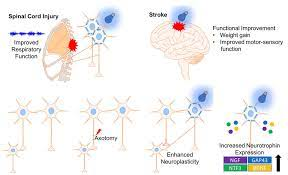 Spinal Cord Injury
Improved
Respiratory
Function
Stroke
Functional Improvement
• Weight gain
• Improved motor-sensory
function
Axotomy
Enhanced
Neuroplasticity
Increased Neurotrophin
Expression
NGF
GAP43
NTF3
BDNF